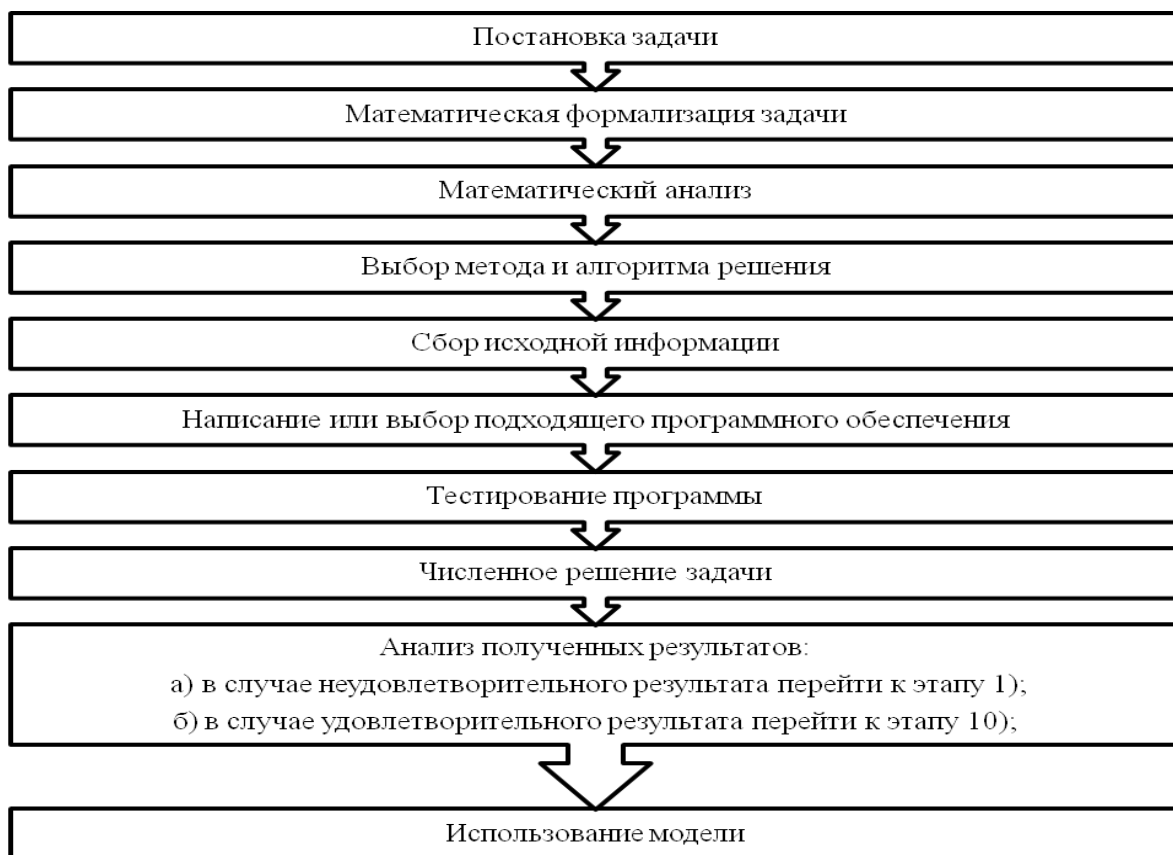 Постановка задачи
Математическая формализация задачи
Математический анализ
Выбор метода и алгоритма решения
Сбор исходной информации
Написание или выбор подходящего программного обеспечения
Тестирование программы
Численное решение задачи
Анализ полученных результатов:
а) в случае неудовлетворительного результата перейти к этапу 1);
б) в случае удовлетворительного результата перейти к этапу 10);
Использование модели